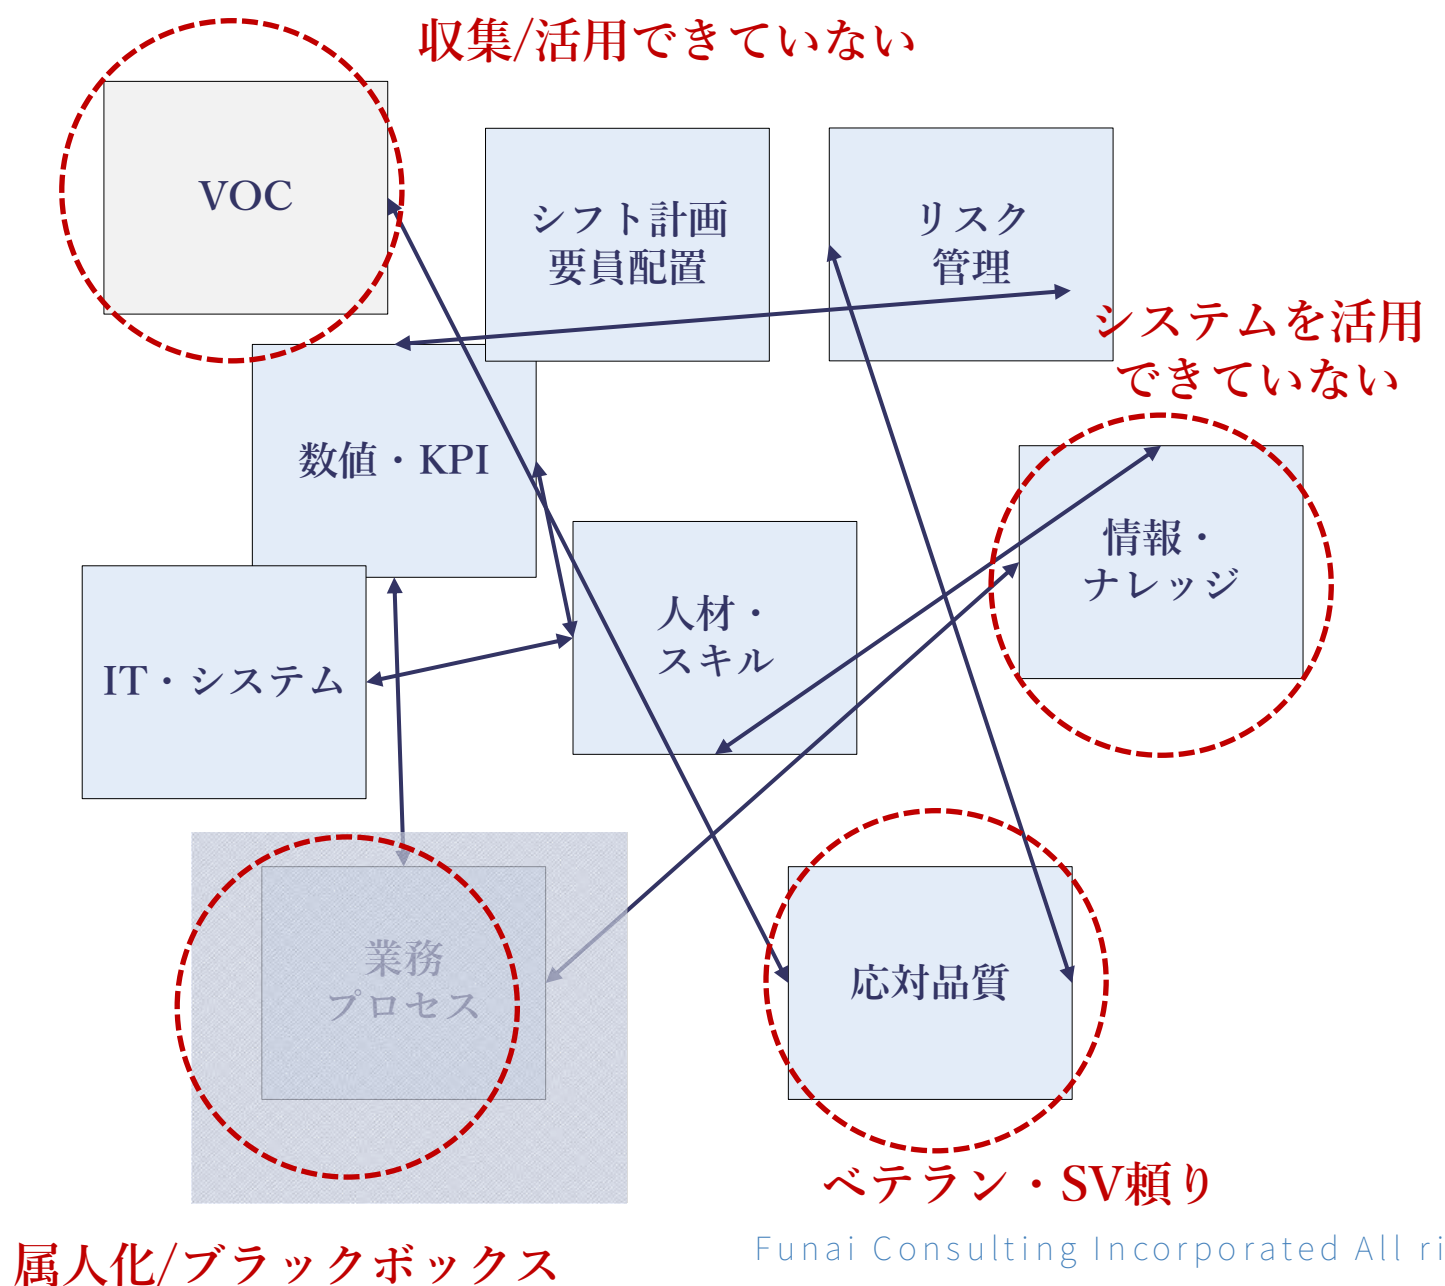 収集/活用できていない
VOC
シフト計画
要員配置
リスク
管理
システムを活用
できていない
数値・KPI
情報・
ナレッジ
人材・
スキル
IT・システム
業務
プロセス
応対品質
ベテラン・SV頼り
属人化/ブラックボックス
Funai Consulting Incorporated All ri